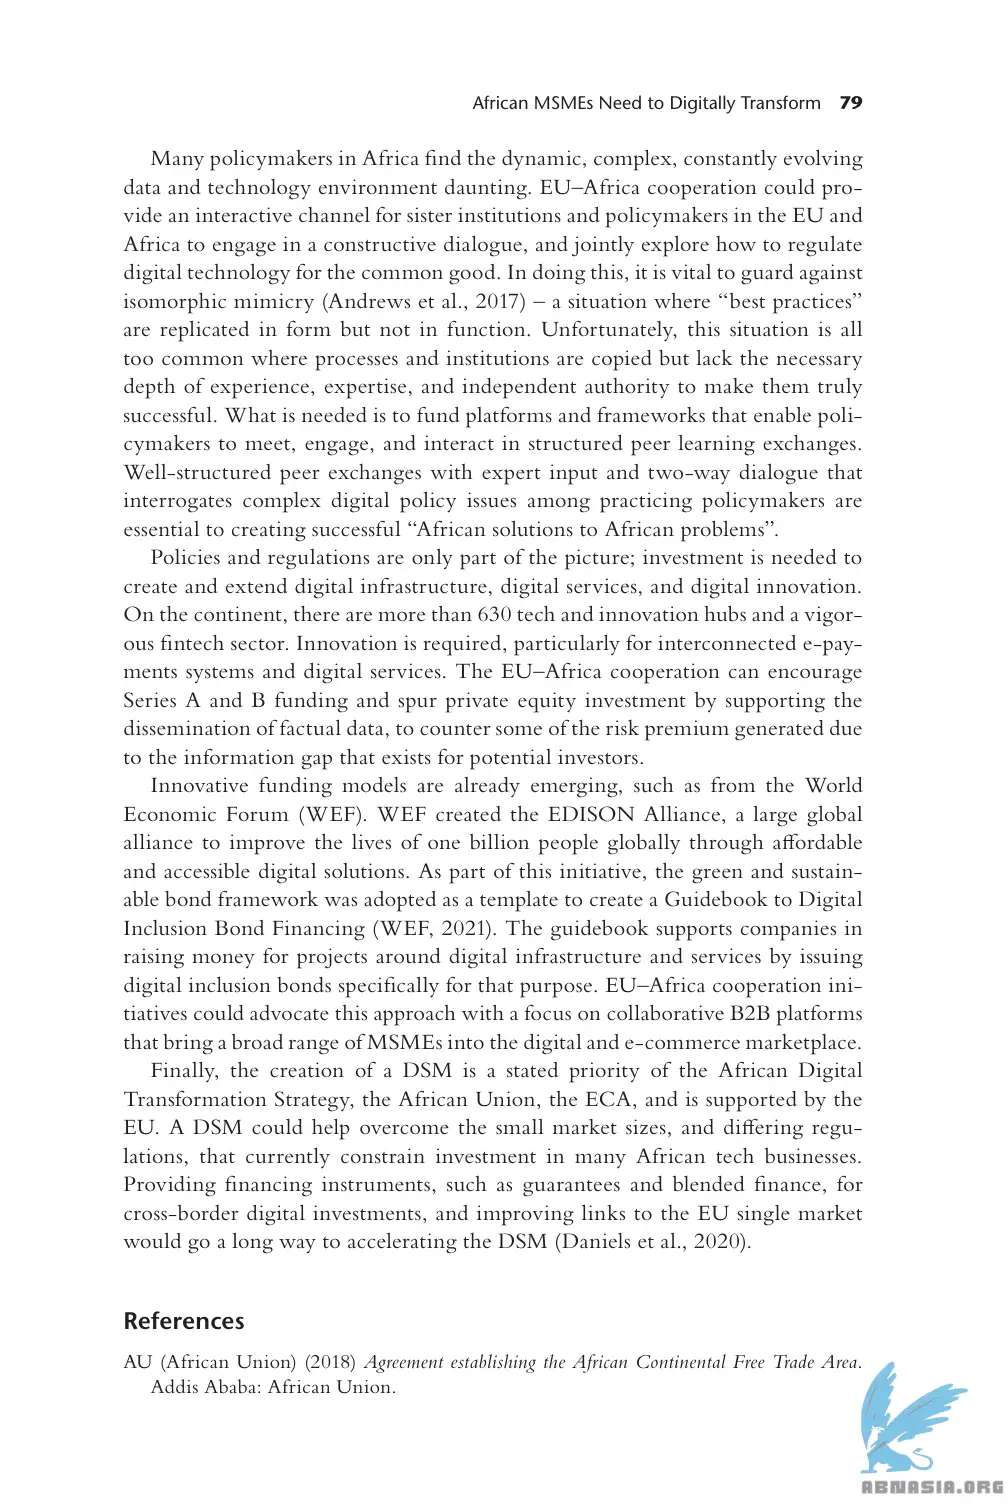 African MSMEs Need to Digitally Transform 79
Many policymakers in Africa find the dynamic, complex, constantly evolving
data and technology environment daunting. EU–Africa cooperation could pro-
vide an interactive channel for sister institutions and policymakers in the EU and
Africa to engage in a constructive dialogue, and jointly explore how to regulate
digital technology for the common good. In doing this, it is vital to guard against
isomorphic mimicry (Andrews et al., 2017) – a situation where “best practices”
are replicated in form but not in function. Unfortunately, this situation is all
too common where processes and institutions are copied but lack the necessary
depth of experience, expertise, and independent authority to make them truly
successful. What is needed is to fund platforms and frameworks that enable poli-
cymakers to meet, engage, and interact in structured peer learning exchanges.
Well-structured peer exchanges with expert input and two-way dialogue that
interrogates complex digital policy issues among practicing policymakers are
essential to creating successful “African solutions to African problems”.
Policies and regulations are only part of the picture; investment is needed to
create and extend digital infrastructure, digital services, and digital innovation.
On the continent, there are more than 630 tech and innovation hubs and a vigor-
ous fintech sector. Innovation is required, particularly for interconnected e-pay-
ments systems and digital services. The EU–Africa cooperation can encourage
Series A and B funding and spur private equity investment by supporting the
dissemination of factual data, to counter some of the risk premium generated due
to the information gap that exists for potential investors.
Innovative funding models are already emerging, such as from the World
Economic Forum (WEF). WEF created the EDISON Alliance, a large global
alliance to improve the lives of one billion people globally through affordable
and accessible digital solutions. As part of this initiative, the green and sustain-
able bond framework was adopted as a template to create a Guidebook to Digital
Inclusion Bond Financing (WEF, 2021). The guidebook supports companies in
raising money for projects around digital infrastructure and services by issuing
digital inclusion bonds specifically for that purpose. EU–Africa cooperation ini-
tiatives could advocate this approach with a focus on collaborative B2B platforms
that bring a broad range of MSMEs into the digital and e-commerce marketplace.
Finally, the creation of a DSM is a stated priority of the African Digital
Transformation Strategy, the African Union, the ECA, and is supported by the
EU. A DSM could help overcome the small market sizes, and differing regu-
lations, that currently constrain investment in many African tech businesses.
Providing financing instruments, such as guarantees and blended finance, for
cross-border digital investments, and improving links to the EU single market
would go a long way to accelerating the DSM (Daniels et al., 2020).
References
AU (African Union) (2018) Agreement establishing the African Continental Free Trade Area.
Addis Ababa: African Union.
ABNASIA.ORG